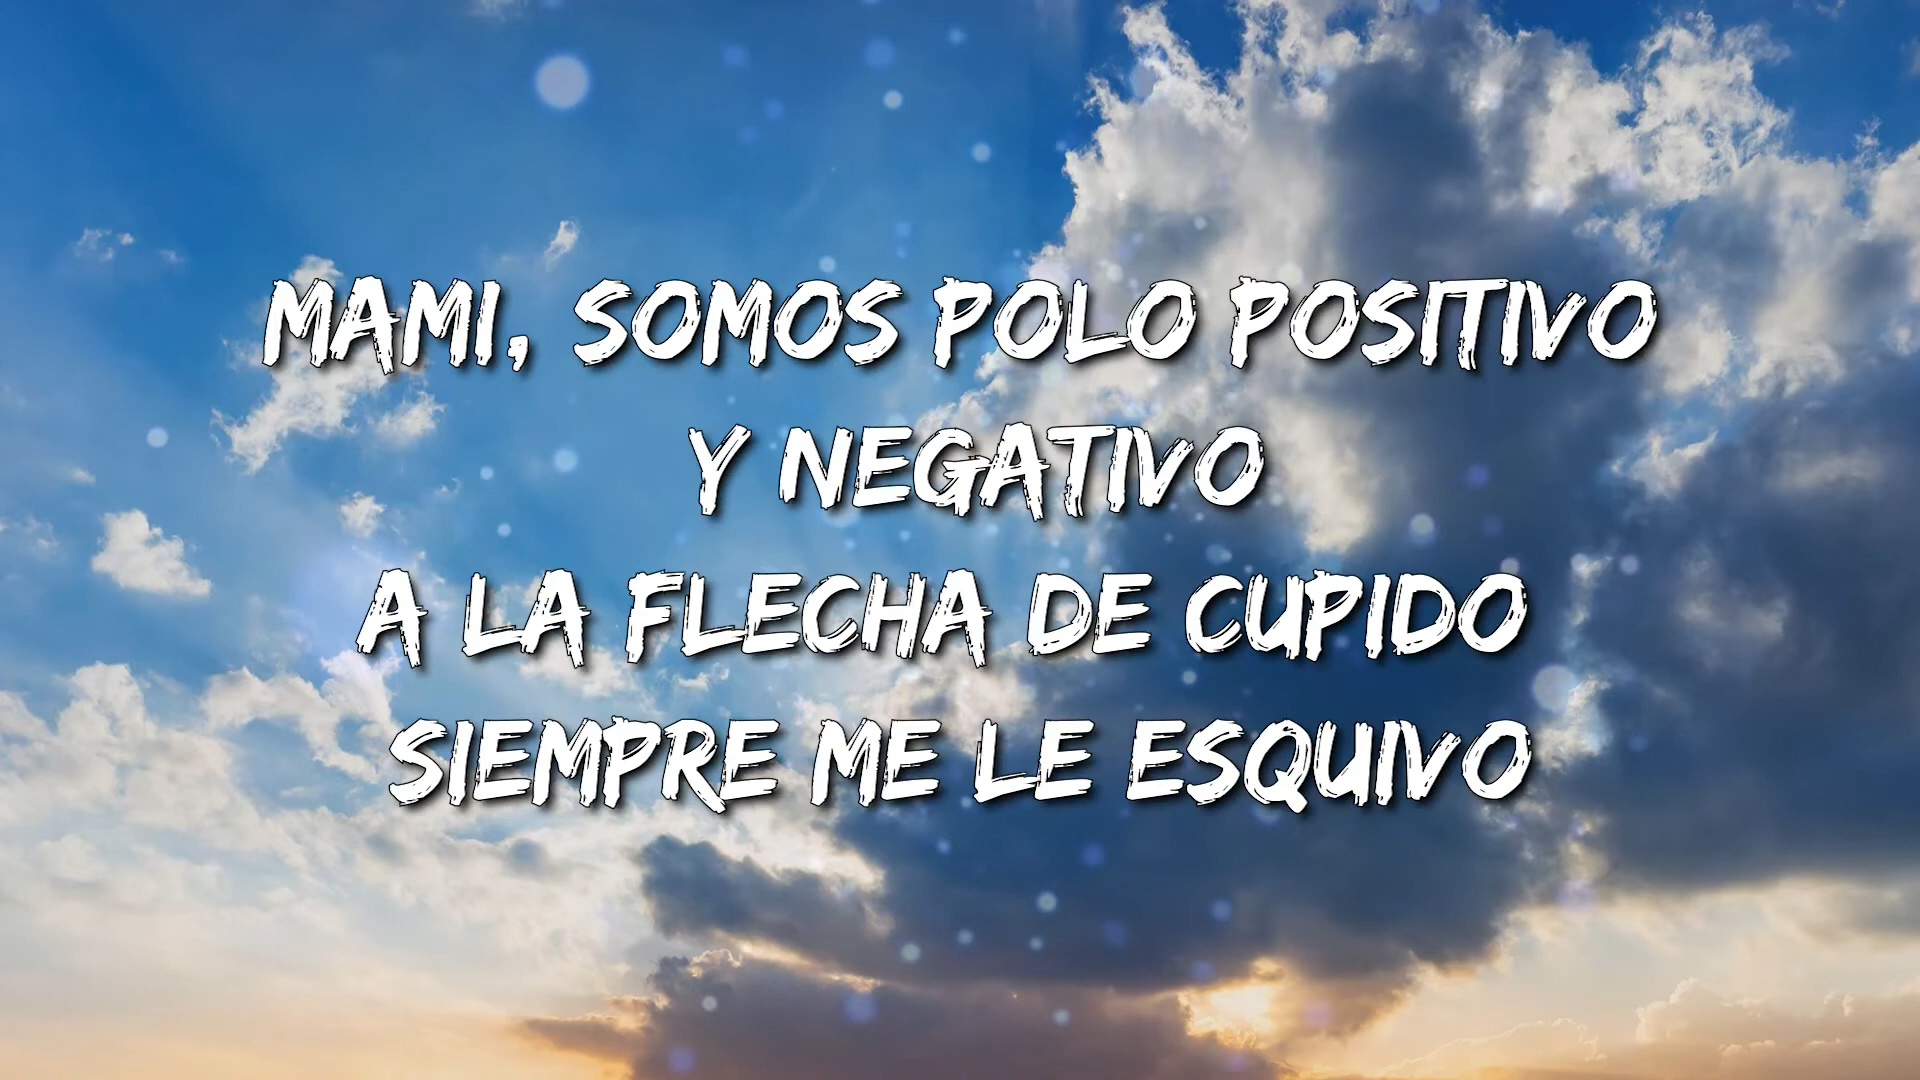 MAMI, SOMOS POLO POSITIVO
Y NEGATIVO
A LA FLECHA DE CUPIDO
SIEMPRE ME LE ESQUIVO